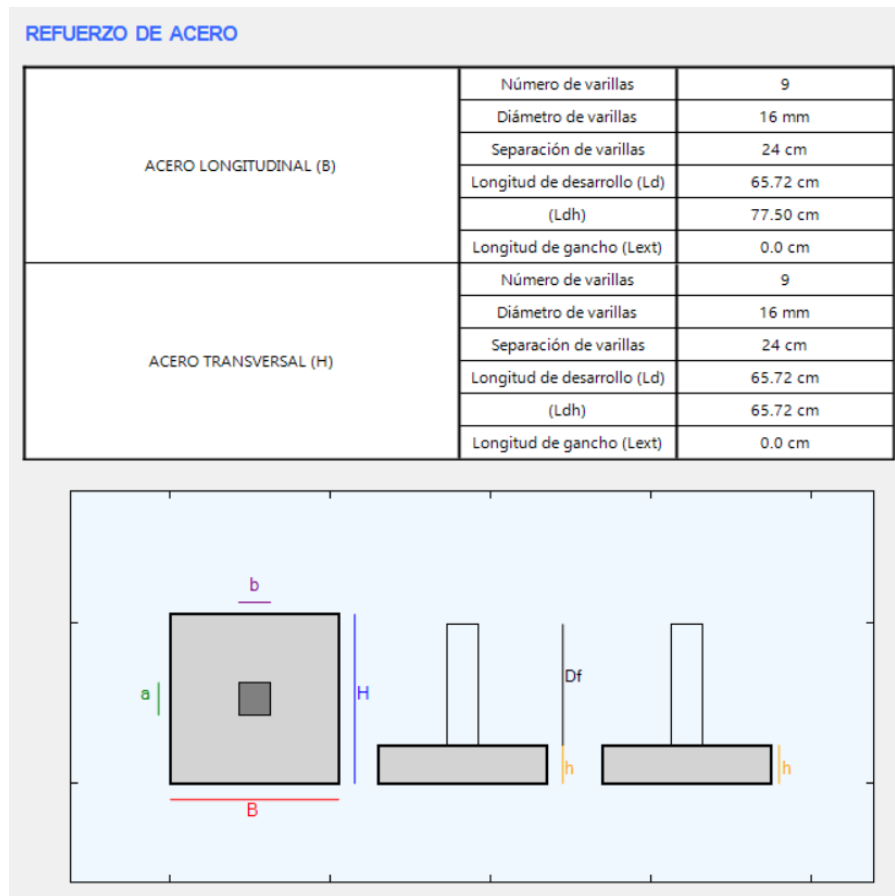 REFUERZO DE ACERO
ACERO LONGITUDINAL (B)
Número de varillas 9
Diámetro de varillas 16 mm
Separación de varillas 24 cm
Longitud de desarrollo (Ld) 65.72 cm
(Ldh) 77.50 cm
Longitud de gancho (Lext) 0.0 cm
ACERO TRANSVERSAL (H)
Número de varillas 9
Diámetro de varillas 16 mm
Separación de varillas 24 cm
Longitud de desarrollo (Ld) 65.72 cm
(Ldh) 65.72 cm
Longitud de gancho (Lext) 0.0 cm
b
a
H
B
Df
h
h